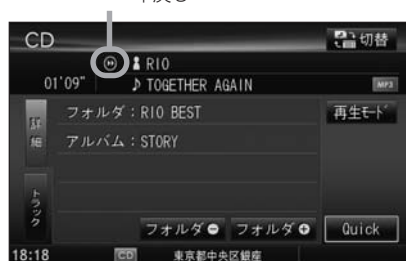 CD
切替
RIO
01'09"
♪ TOGETHER AGAIN
MP3
詳細
フォルダ：RIO BEST
再生モード
アルバム：STORY
トラック
フォルダ
フォルダ
Quick
18:18
CD
東京都中央区銀座